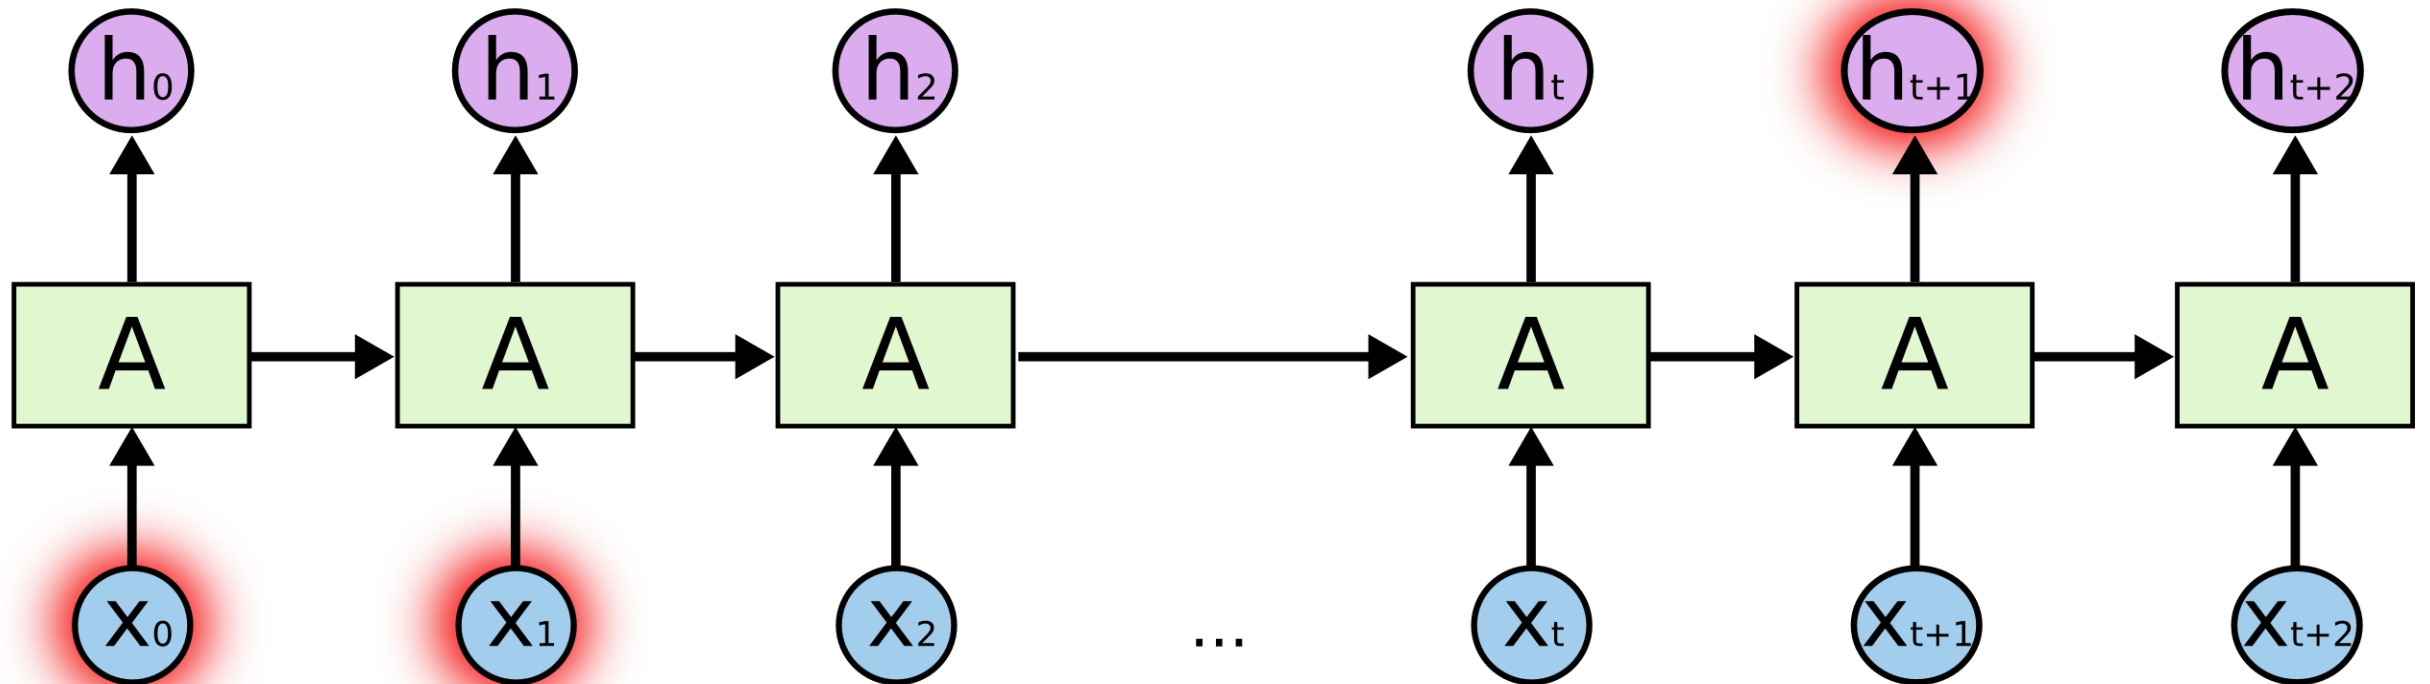 h₀ h₁ h₂ hₜ hₜ₊₁ hₜ₊₂
A A A A A A
x₀ x₁ x₂ ... xₜ xₜ₊₁ xₜ₊₂